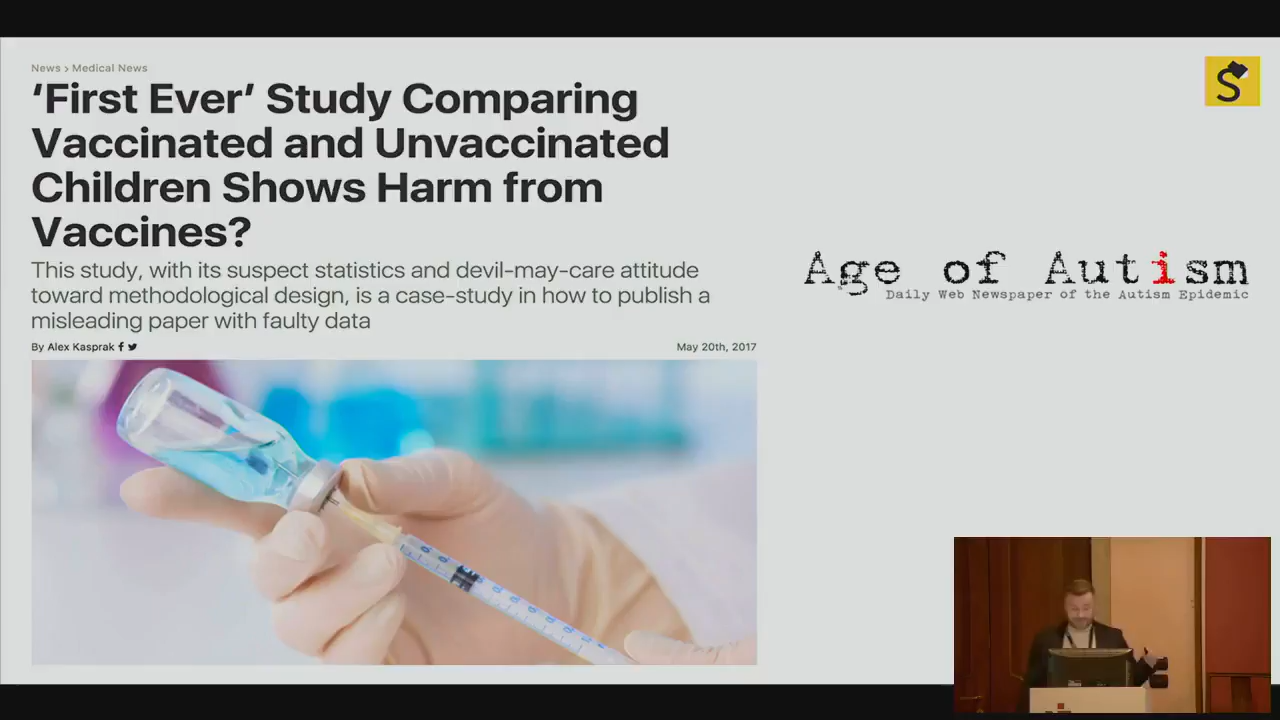 News > Medical News
‘First Ever’ Study Comparing
Vaccinated and Unvaccinated
Children Shows Harm from
Vaccines?
This study, with its suspect statistics and devil-may-care attitude
toward methodological design, is a case-study in how to publish a
misleading paper with faulty data
By Alex Kasprak
May 20th, 2017
S
Age of Autism
Daily Web Newspaper of the Autism Epidemic